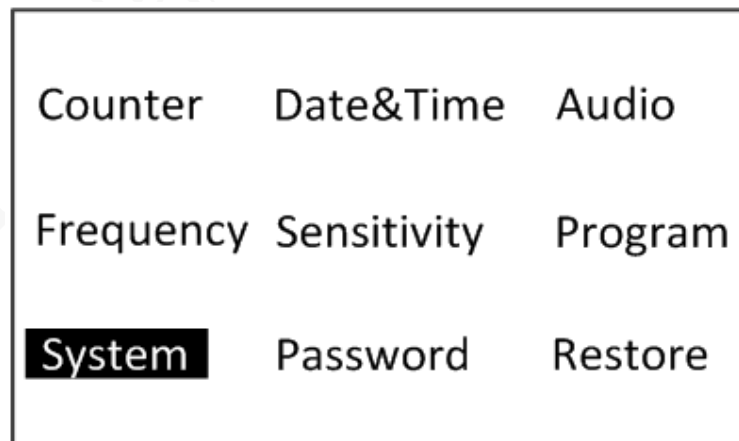 Counter Date&Time Audio
Frequency Sensitivity Program
System Password Restore